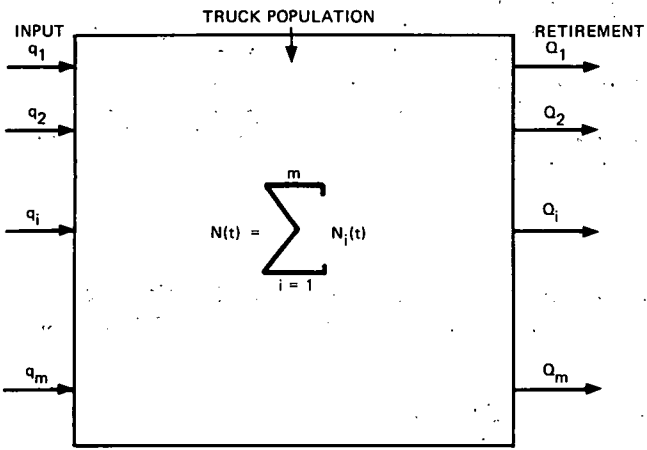 TRUCK POPULATION
INPUT
RETIREMENT
q1
Q1
q2
Q2
m
qi
Qi
N(t) = ∑ Ni(t)
i = 1
qm
Qm